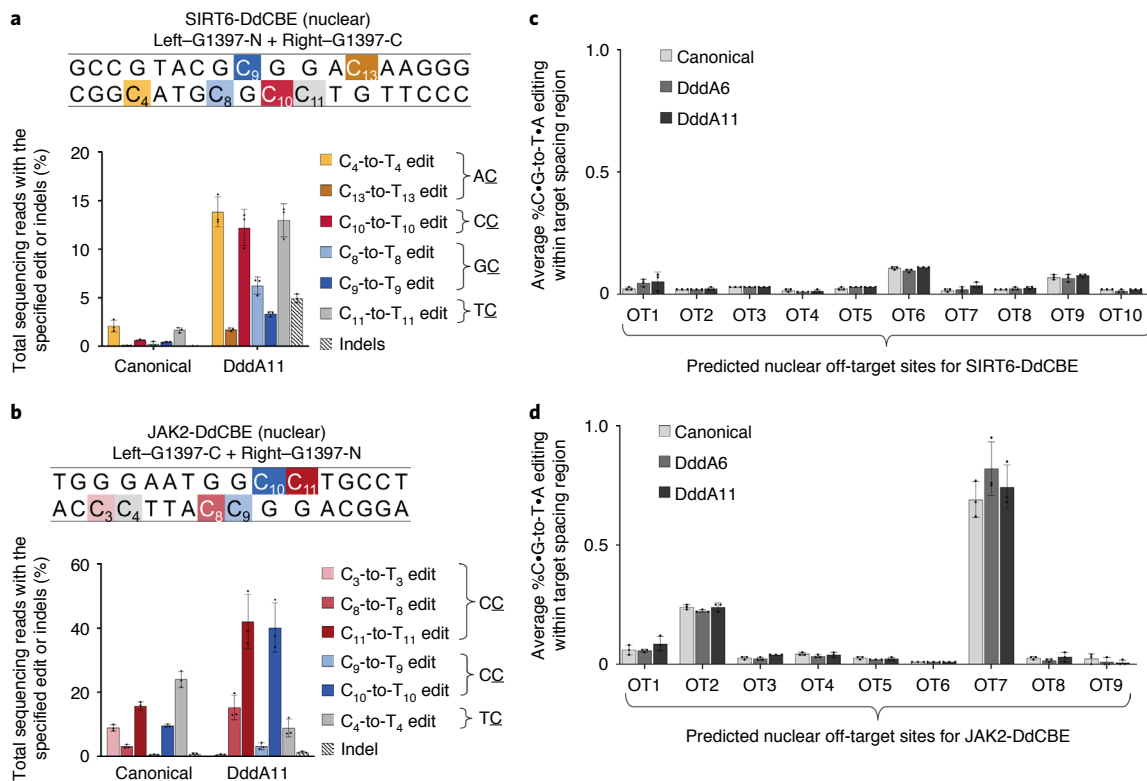 a
SIRT6-DdCBE (nuclear)
Left–G1397-N + Right–G1397-C
GCCGTACGC9GGAC13AAGGG
CGGC4ATGC8GC10C11TGTTCCC
Total sequencing reads with the
specified edit or indels (%)
20
15
10
5
0
Canonical
DddA11
C4-to-T4 edit
C13-to-T13 edit
AC
C10-to-T10 edit
CC
C8-to-T8 edit
C9-to-T9 edit
GC
C11-to-T11 edit
TC
Indels
b
JAK2-DdCBE (nuclear)
Left–G1397-C + Right–G1397-N
TGGGAATGGC10C11TGCCT
ACC3C4TTAC8C9GGACGGA
Total sequencing reads with the
specified edit or indels (%)
60
40
20
0
Canonical
DddA11
C3-to-T3 edit
C8-to-T8 edit
C11-to-T11 edit
CC
C9-to-T9 edit
C10-to-T10 edit
CC
C4-to-T4 edit
TC
Indel
c
Average %C•G-to-T•A editing
within target spacing region
1.0
0.5
0
Canonical
DddA6
DddA11
OT1 OT2 OT3 OT4 OT5 OT6 OT7 OT8 OT9 OT10
Predicted nuclear off-target sites for SIRT6-DdCBE
d
Average %C•G-to-T•A editing
within target spacing region
1.0
0.5
0
Canonical
DddA6
DddA11
OT1 OT2 OT3 OT4 OT5 OT6 OT7 OT8 OT9
Predicted nuclear off-target sites for JAK2-DdCBE